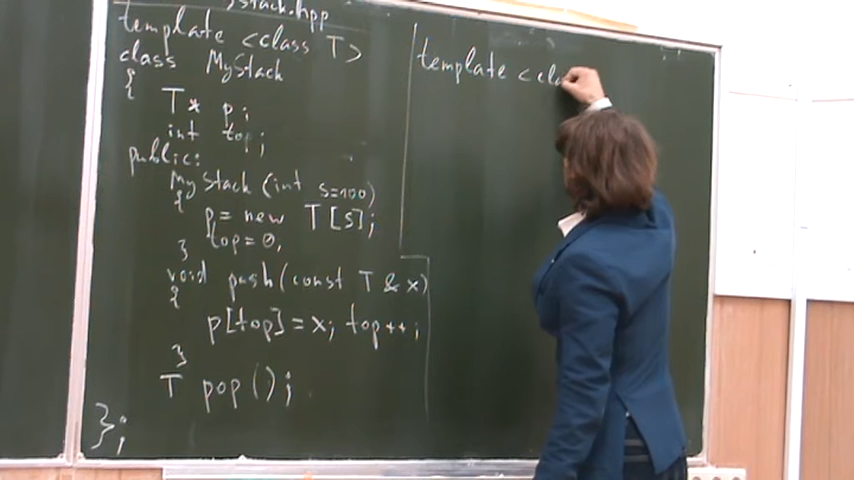 stack.hpp
template <class T>
class MyStack
{
T* p;
int top;
public:
MyStack (int s=100)
{
p= new T[s];
top=0;
}
void push(const T & x)
{
p[top]=x; top++;
}
T pop();
};
template <cla